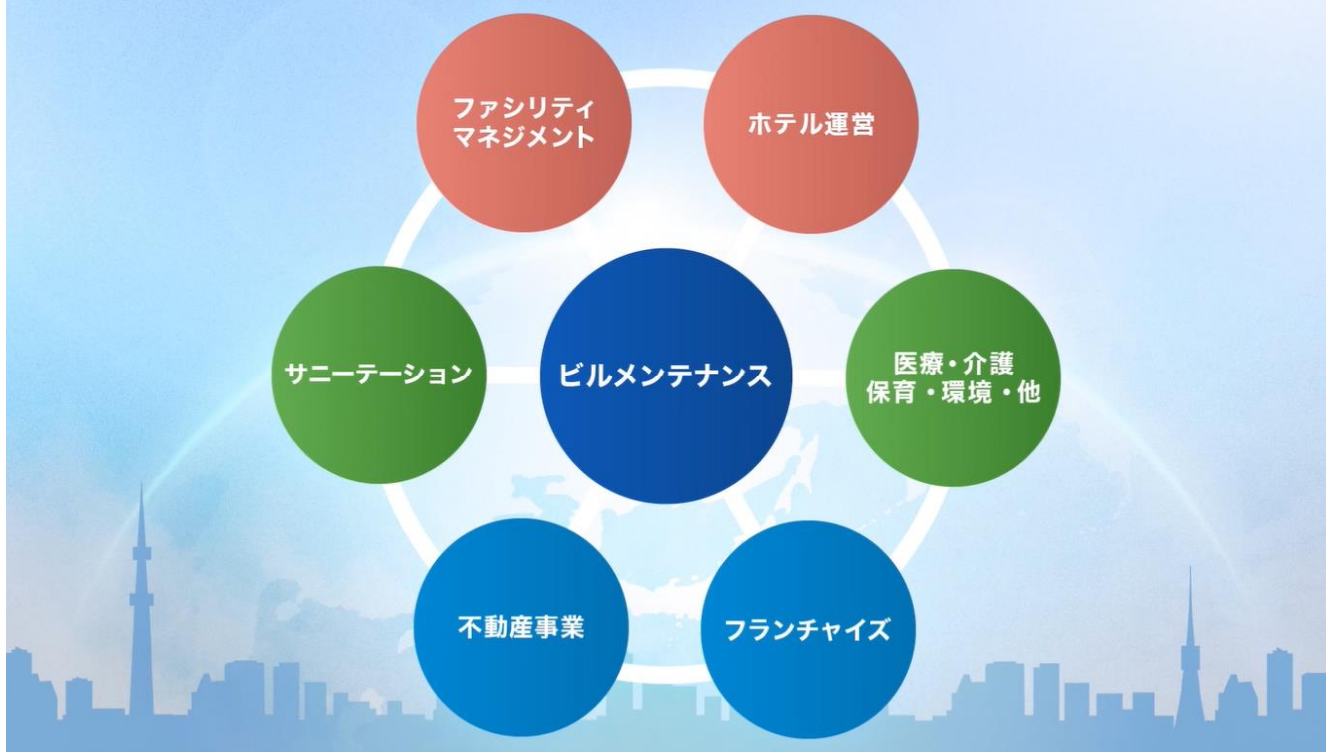 ファシリティ
マネジメント
ホテル運営
サニーテーション
ビルメンテナンス
医療・介護
保育・環境・他
不動産事業
フランチャイズ